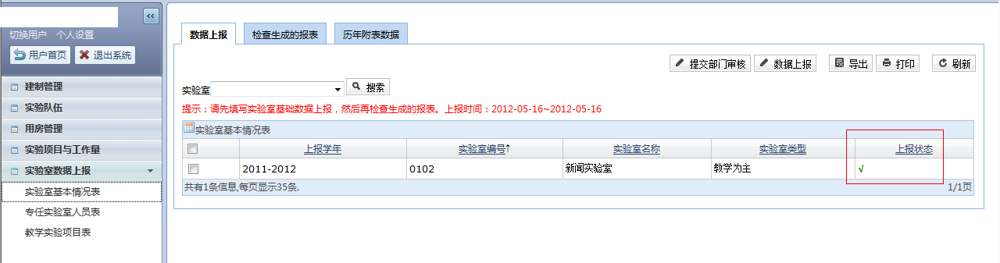 切换用户 个人设置
用户首页 退出系统
建制管理
实验队伍
用房管理
实验项目与工作量
实验室数据上报
实验室基本情况表
专任实验室人员表
教学实验项目表
数据上报 检查生成的报表 历年附表数据
提交部门审核 数据上报 导出 打印 刷新
实验室 搜索
提示：请先填写实验室基础数据上报，然后再检查生成的报表。上报时间：2012-05-16~2012-05-16
实验室基本情况表
上报学年 实验室编号↑ 实验室名称 实验室类型 上报状态
2011-2012 0102 新闻实验室 教学为主 √
共有1条信息,每页显示35条. 1/1页